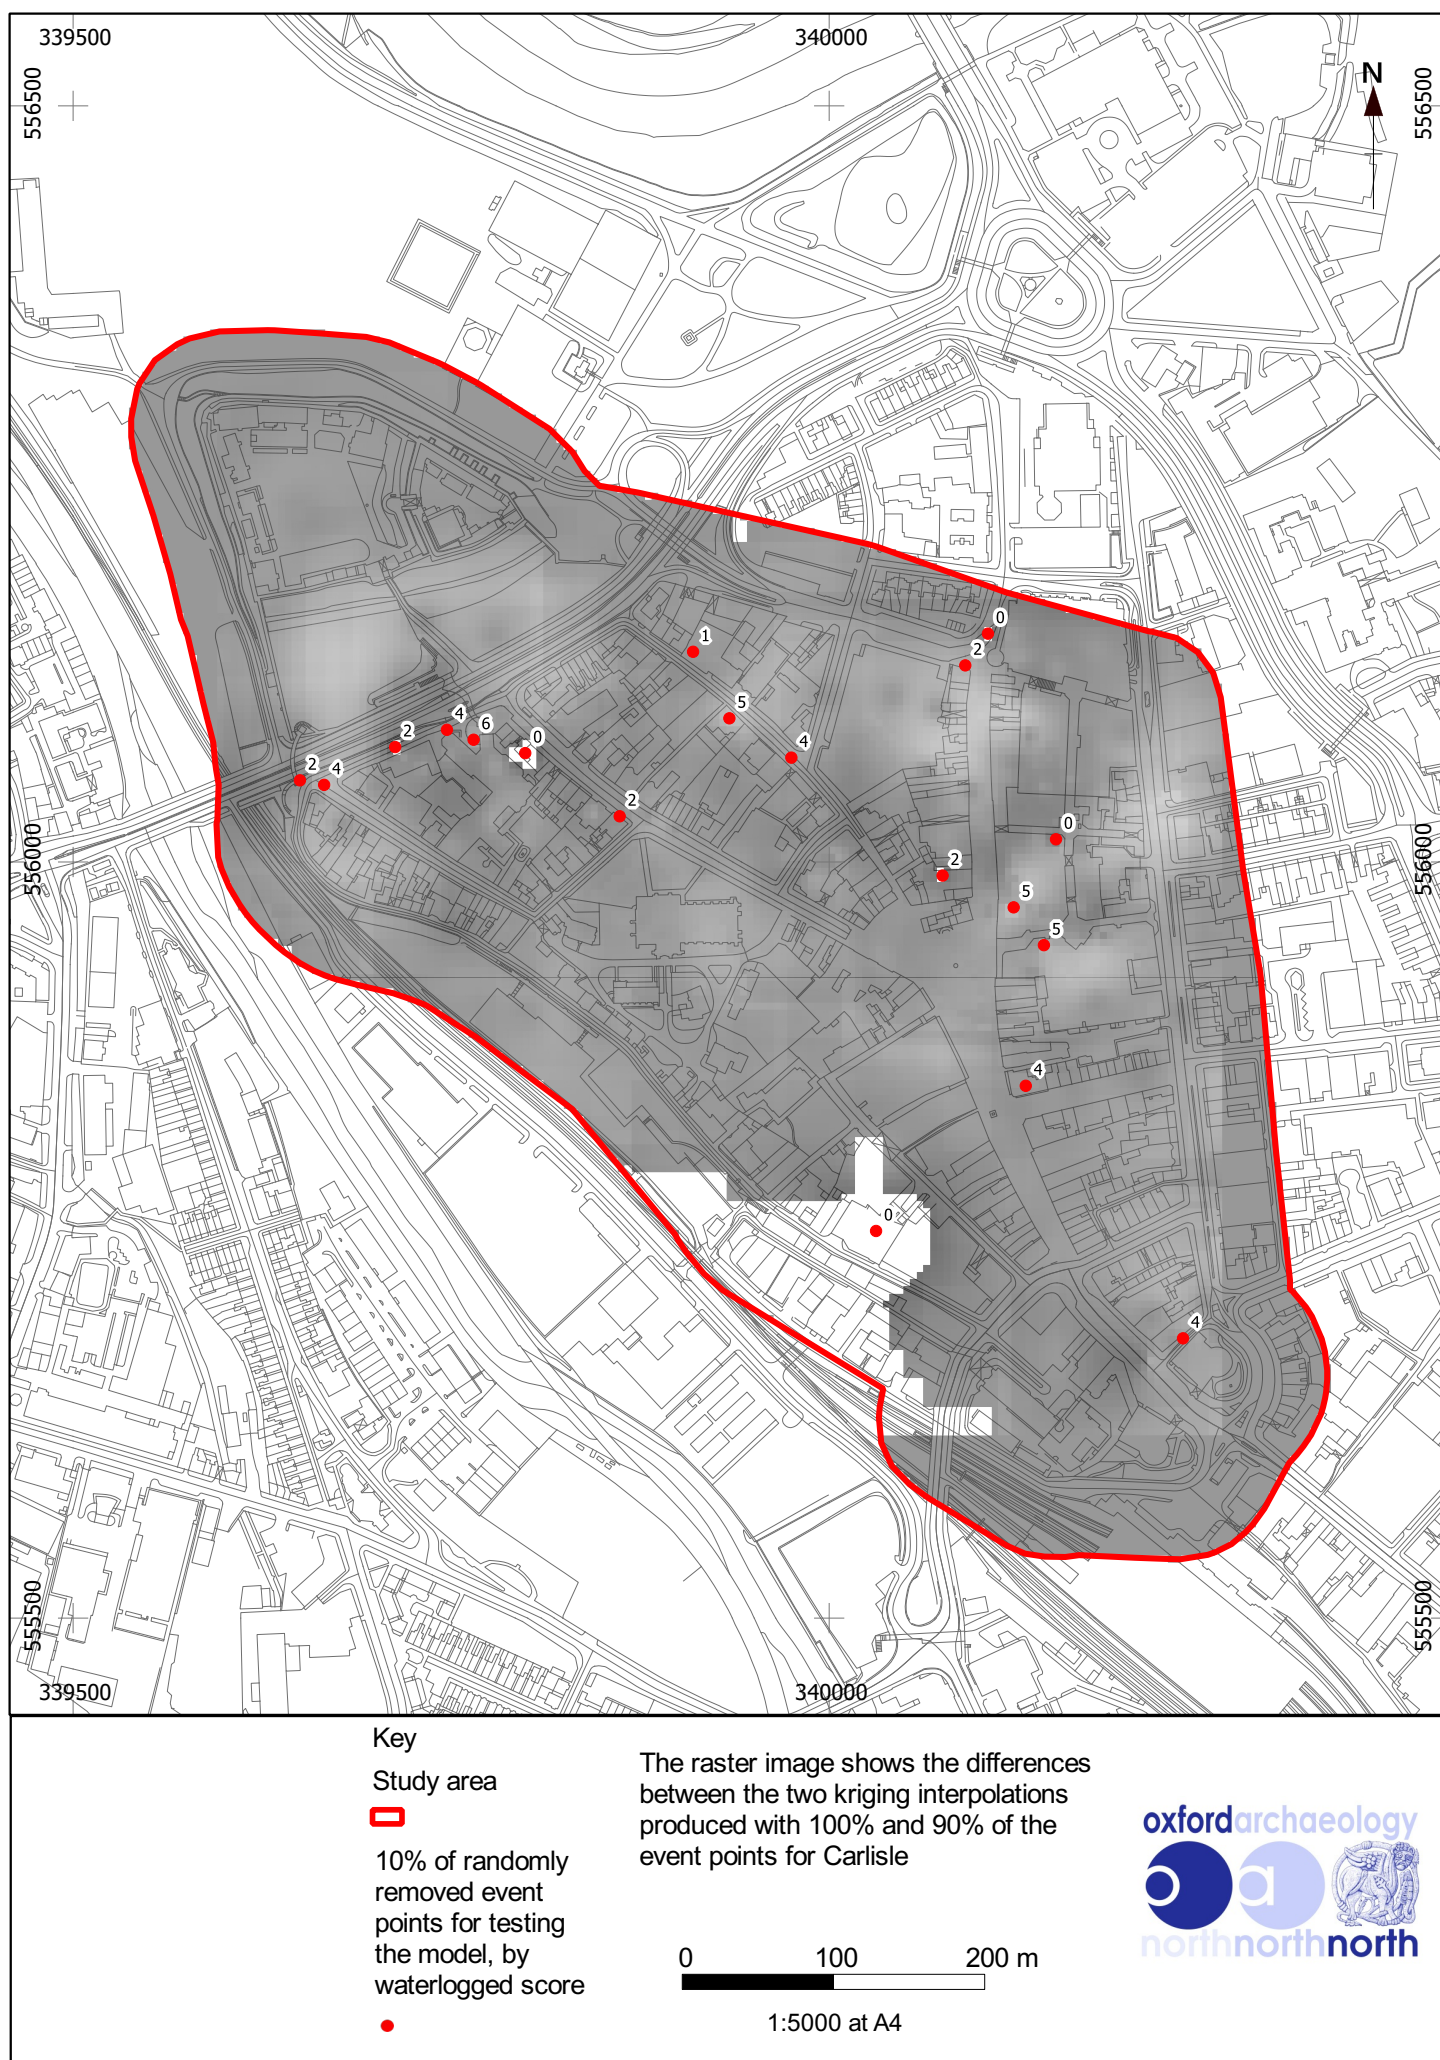 339500 340000
556500 556500
N
0
1
2
5
4
4
6
2
0
2
4
2
0
2
5
5
556000 556000
4
0
4
555500 555500
339500 340000
Key
Study area
10% of randomly
removed event
points for testing
the model, by
waterlogged score
The raster image shows the differences
between the two kriging interpolations
produced with 100% and 90% of the
event points for Carlisle
0 100 200 m
1:5000 at A4
oxfordarchaeology
oa
northnorthnorth